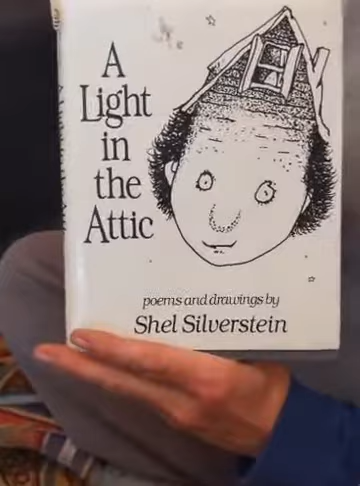 A
Light
in
the
Attic
poems and drawings by
Shel Silverstein